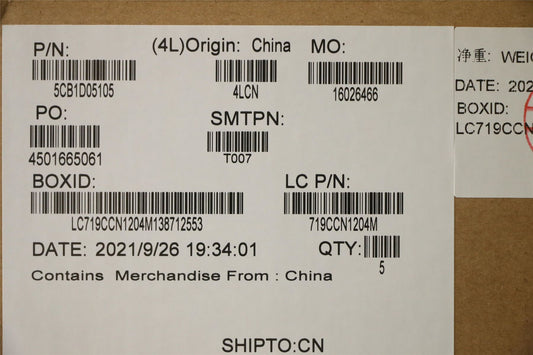 P/N: (4L)Origin: China MO:
5CB1D05105 4LCN 16026466
PO: SMTPN:
4501665061 T007
BOXID: LC P/N:
LC719CCN1204M138712553 719CCN1204M
DATE: 2021/9/26 19:34:01 QTY:
5
Contains Merchandise From : China
SHIPTO:CN
净重: WEIG
DATE: 202
BOXID:
LC719CCN